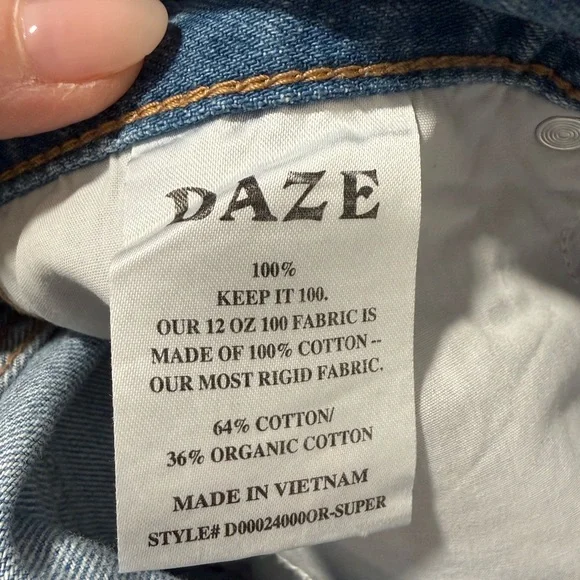 DAZE
100%
KEEP IT 100.
OUR 12 OZ 100 FABRIC IS
MADE OF 100% COTTON --
OUR MOST RIGID FABRIC.
64% COTTON/
36% ORGANIC COTTON
MADE IN VIETNAM
STYLE# D00024000OR-SUPER